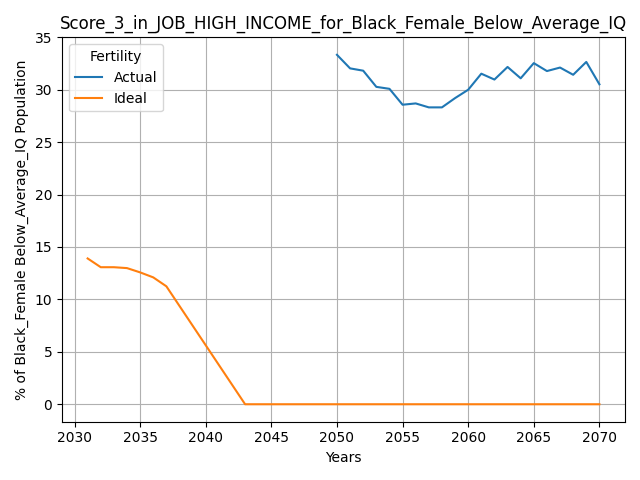 Score_3_in_JOB_HIGH_INCOME_for_Black_Female_Below_Average_IQ
Fertility
Actual
Ideal
% of Black_Female Below_Average_IQ Population
35
30
25
20
15
10
5
0
2030 2035 2040 2045 2050 2055 2060 2065 2070
Years